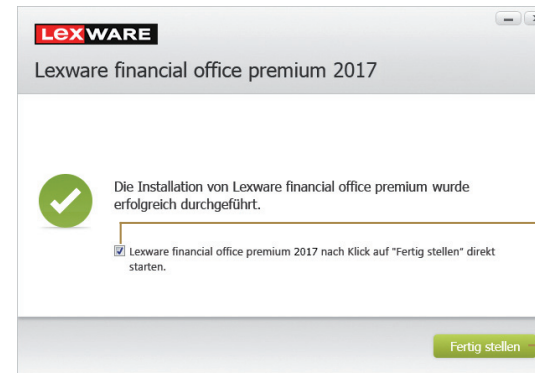 LEXWARE
Lexware financial office premium 2017
Die Installation von Lexware financial office premium wurde
erfolgreich durchgeführt.
Lexware financial office premium 2017 nach Klick auf "Fertig stellen" direkt
starten.
Fertig stellen